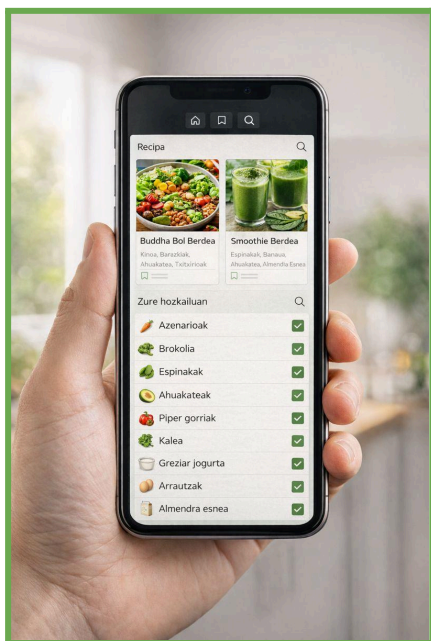 Recipa
Buddha Bol Berdea
Kinoa, Barazkiak,
Ahuakatea, Txitxirioak
Smoothie Berdea
Espinakak, Banaua,
Ahuakatea, Almendra Esnea
Zure hozkailuan
Azenarioak
Brokolia
Espinakak
Ahuakateak
Piper gorriak
Kalea
Greziar jogurta
Arrautzak
Almendra esnea